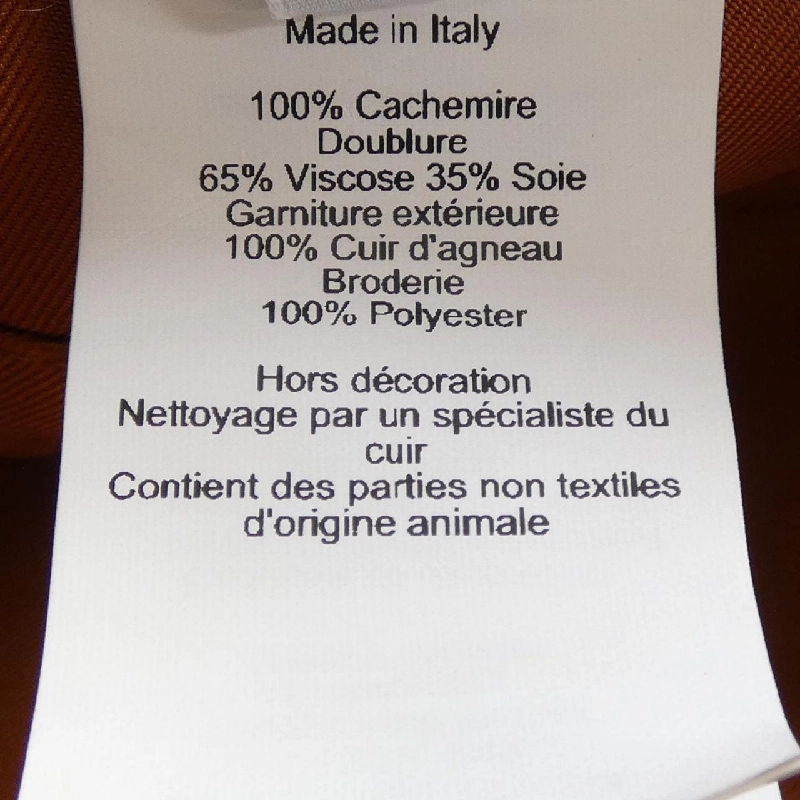 Made in Italy
100% Cachemire
Doublure
65% Viscose 35% Soie
Garniture extérieure
100% Cuir d'agneau
Broderie
100% Polyester
Hors décoration
Nettoyage par un spécialiste du
cuir
Contient des parties non textiles
d'origine animale